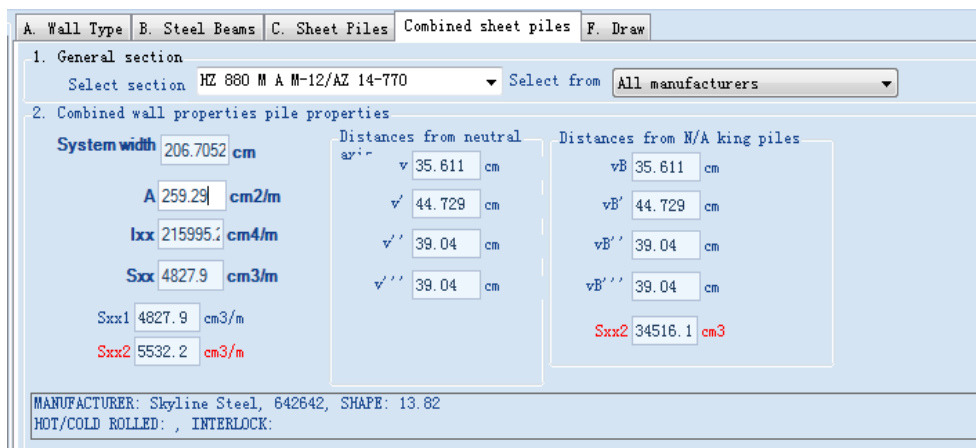 A. Wall Type B. Steel Beams C. Sheet Piles Combined sheet piles F. Draw
1. General section
Select section HZ 880 M A M-12/AZ 14-770 Select from All manufacturers
2. Combined wall properties pile properties
System width 206.7052 cm
A 259.29 cm2/m
Ixx 215995.2 cm4/m
Sxx 4827.9 cm3/m
Sxx1 4827.9 cm3/m
Sxx2 5532.2 cm3/m
Distances from neutral
axis
v 35.611 cm
v' 44.729 cm
v'' 39.04 cm
v''' 39.04 cm
Distances from N/A king piles
vB 35.611 cm
vB' 44.729 cm
vB'' 39.04 cm
vB''' 39.04 cm
Sxx2 34516.1 cm3
MANUFACTURER: Skyline Steel, 642642, SHAPE: 13.82
HOT/COLD ROLLED: , INTERLOCK: